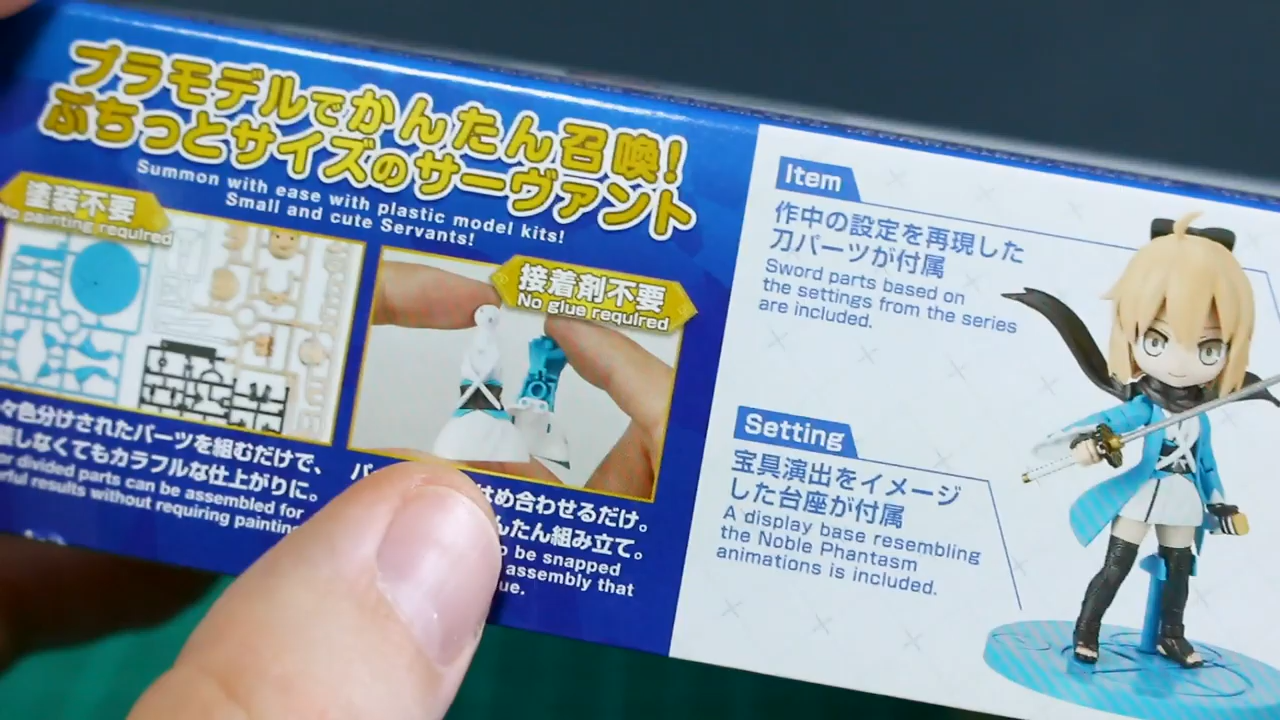 プラモデルでかんたん召喚!
ぷちっとサイズのサーヴァント
Summon with ease with plastic model kits!
Small and cute Servants!
塗装不要
No painting required
接着剤不要
No glue required
々色分けされたパーツを組むだけで、
装しなくてもカラフルな仕上がりに。
divided parts can be assembled for
results without requiring painting
パー
はめ合わせるだけ。
んたん組み立て。
be snapped
assembly that
Item
作中の設定を再現した
刀パーツが付属
Sword parts based on
the settings from the series
are included.
Setting
宝具演出をイメージ
した台座が付属
A display base resembling
the Noble Phantasm
animations is included.